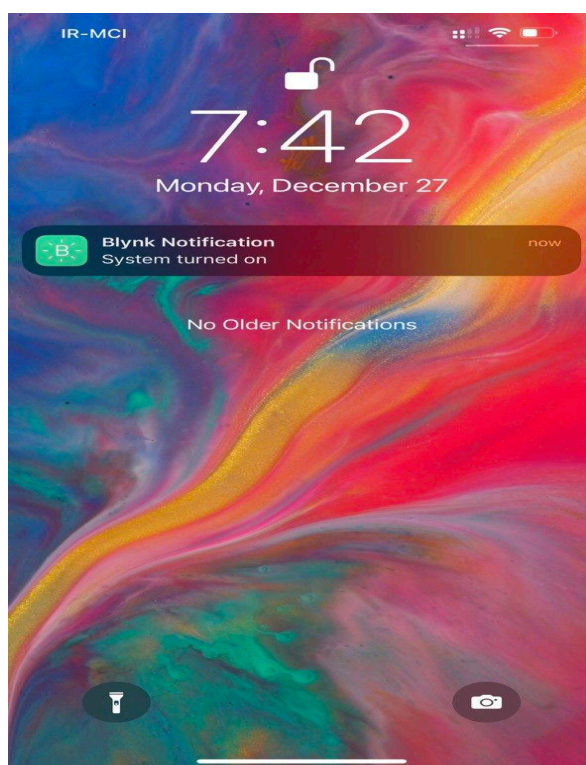 IR-MCI
7:42
Monday, December 27
B
Blynk Notification
now
System turned on
No Older Notifications